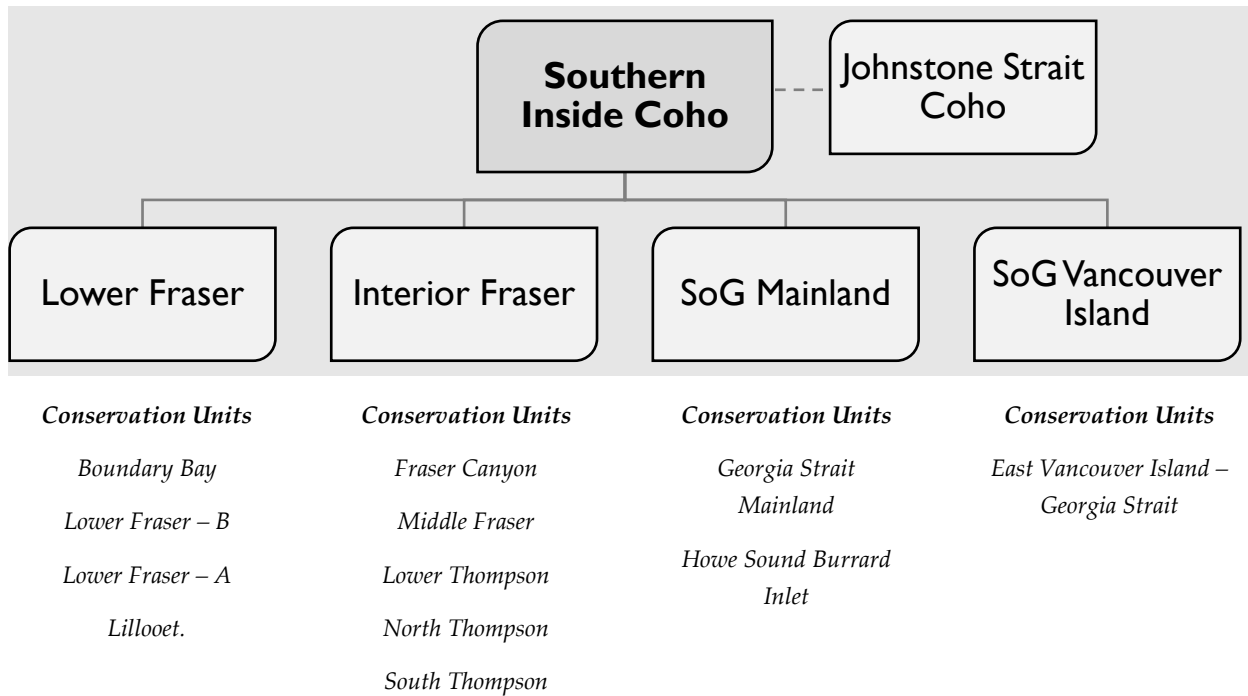 Southern
Inside Coho
Johnstone Strait
Coho
Lower Fraser
Interior Fraser
SoG Mainland
SoG Vancouver
Island
Conservation Units
Boundary Bay
Lower Fraser – B
Lower Fraser – A
Lillooet.
Conservation Units
Fraser Canyon
Middle Fraser
Lower Thompson
North Thompson
South Thompson
Conservation Units
Georgia Strait
Mainland
Howe Sound Burrard
Inlet
Conservation Units
East Vancouver Island –
Georgia Strait